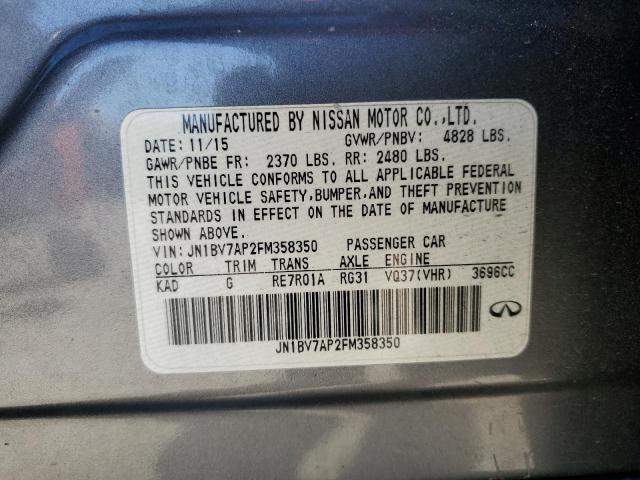 MANUFACTURED BY NISSAN MOTOR CO.,LTD.
DATE: 11/15 GVWR/PNBV: 4828 LBS.
GAWR/PNBE FR: 2370 LBS. RR: 2480 LBS.
THIS VEHICLE CONFORMS TO ALL APPLICABLE FEDERAL
MOTOR VEHICLE SAFETY,BUMPER,AND THEFT PREVENTION
STANDARDS IN EFFECT ON THE DATE OF MANUFACTURE
SHOWN ABOVE.
VIN: JN1BV7AP2FM358350 PASSENGER CAR
COLOR TRIM TRANS AXLE ENGINE
KAD G RE7R01A RG31 VQ37(VHR) 3696CC
JN1BV7AP2FM358350